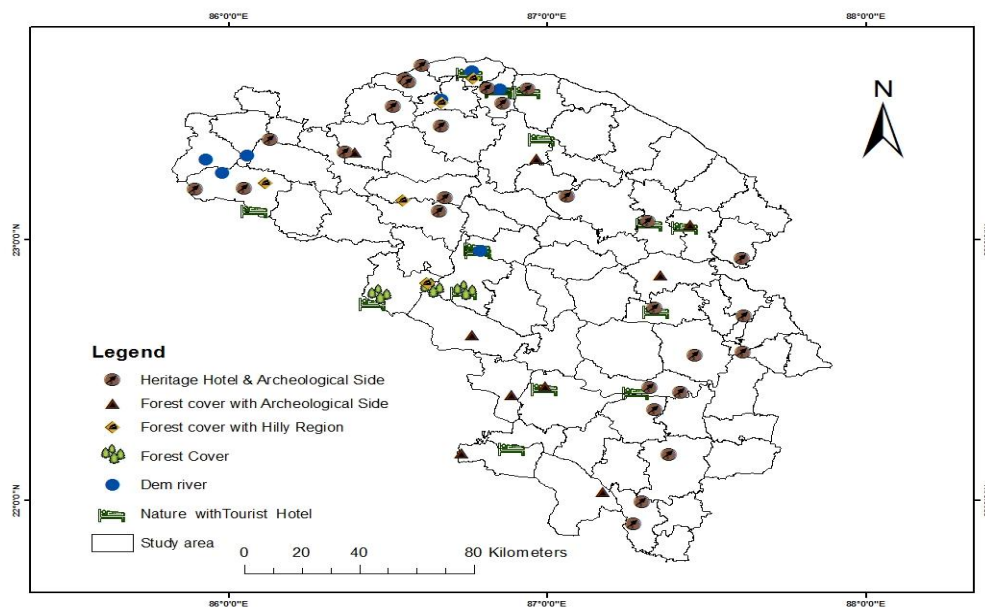 86°0'0"E 87°0'0"E 88°0'0"E
N
23°0'0"N
Legend
Heritage Hotel & Archeological Side
Forest cover with Archeological Side
Forest cover with Hilly Region
Forest Cover
Dem river
Nature withTourist Hotel
Study area
0 20 40 80 Kilometers
22°0'0"N
86°0'0"E 87°0'0"E 88°0'0"E